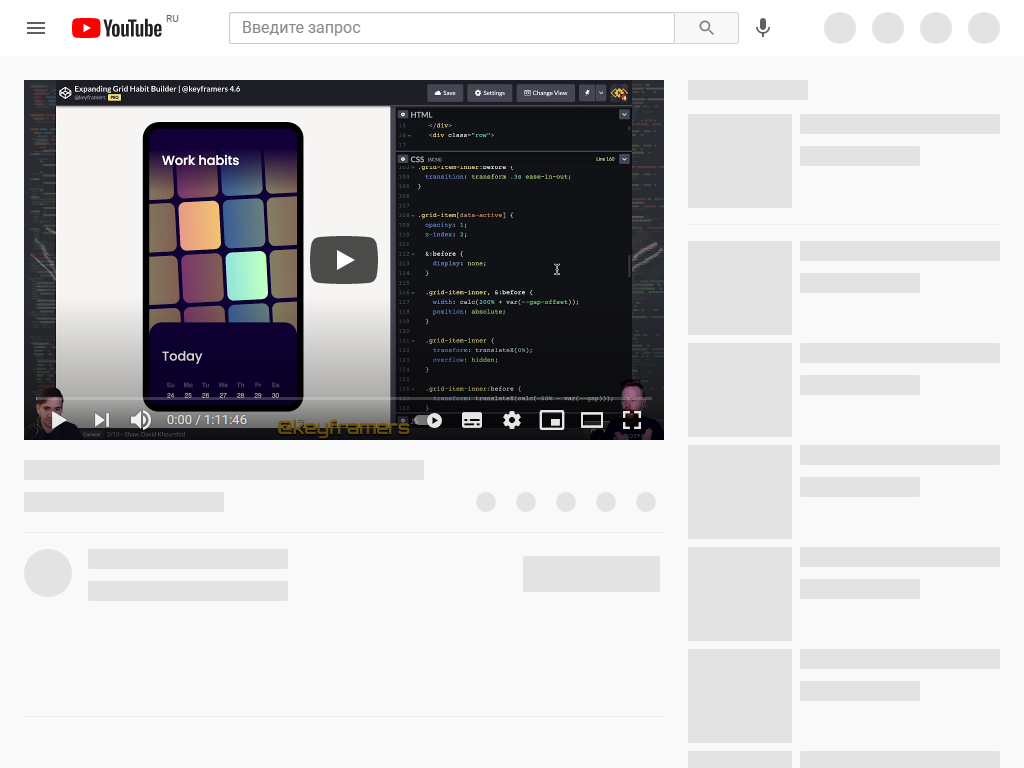 YouTube RU
Введите запрос
Expanding Grid Habit Builder | @keyframers 4.6
@keyframers PRO
Save
Settings
Change View
HTML
15 </div>
16 <div class="row">
17
CSS (SCSS)
Line 160
103 .grid-item-inner:before {
104 transition: transform .3s ease-in-out;
105 }
106
107
108 .grid-item[data-active] {
109 opacity: 1;
110 z-index: 2;
111
112 &:before {
113 display: none;
114 }
115
116 .grid-item-inner, &:before {
117 width: calc(200% + var(--gap-offset));
118 position: absolute;
119 }
120
121 .grid-item-inner {
122 transform: translateX(0%);
123 overflow: hidden;
124 }
125
126 .grid-item-inner:before {
127 transform: translateX(calc(-50% - var(--gap)));
128 }
Work habits
Today
Su Mo Tu We Th Fr Sa
24 25 26 27 28 29 30
0:00 / 1:11:46
@keyframers
Console